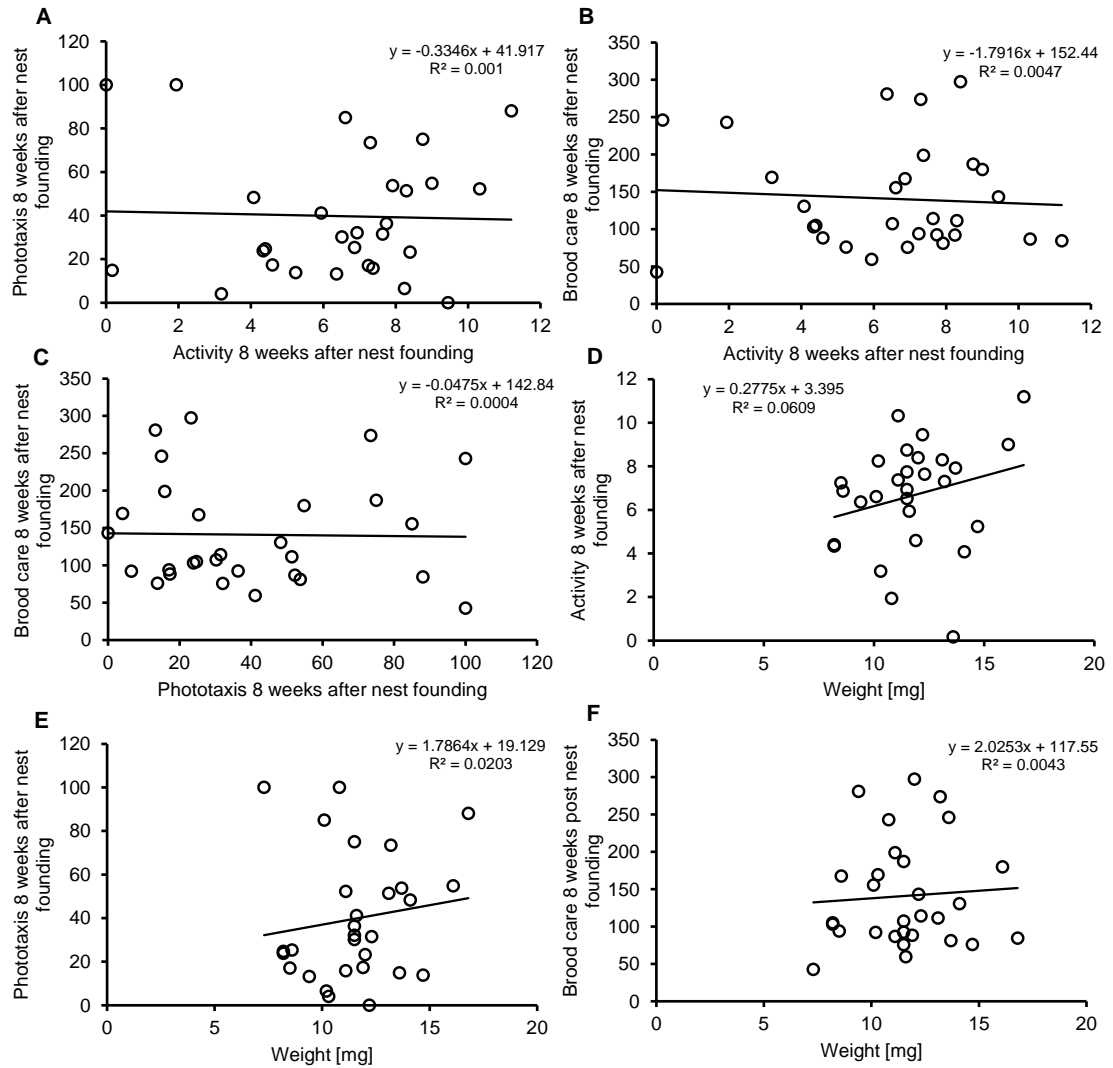 A
Phototaxis 8 weeks after nest
founding
120
100
80
60
40
20
0
y = -0.3346x + 41.917
R² = 0.001
0 2 4 6 8 10 12
Activity 8 weeks after nest founding
B
Brood care 8 weeks after nest
founding
350
300
250
200
150
100
50
0
y = -1.7916x + 152.44
R² = 0.0047
0 2 4 6 8 10 12
Activity 8 weeks after nest founding
C
Brood care 8 weeks after nest
founding
350
300
250
200
150
100
50
0
y = -0.0475x + 142.84
R² = 0.0004
0 20 40 60 80 100 120
Phototaxis 8 weeks after nest founding
D
Activity 8 weeks after nest
founding
12
10
8
6
4
2
0
y = 0.2775x + 3.395
R² = 0.0609
0 5 10 15 20
Weight [mg]
E
Phototaxis 8 weeks after nest
founding
120
100
80
60
40
20
0
y = 1.7864x + 19.129
R² = 0.0203
0 5 10 15 20
Weight [mg]
F
Brood care 8 weeks post nest
founding
350
300
250
200
150
100
50
0
y = 2.0253x + 117.55
R² = 0.0043
0 5 10 15 20
Weight [mg]